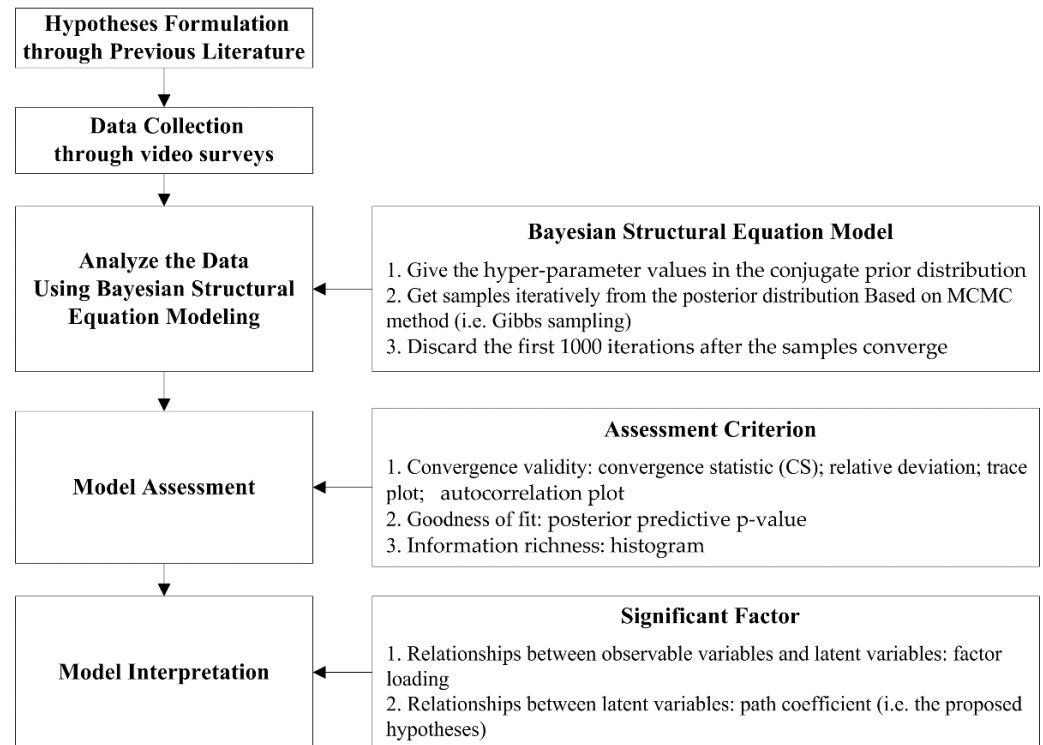 Hypotheses Formulation
through Previous Literature
Data Collection
through video surveys
Analyze the Data
Using Bayesian Structural
Equation Modeling
Bayesian Structural Equation Model
1. Give the hyper-parameter values in the conjugate prior distribution
2. Get samples iteratively from the posterior distribution Based on MCMC
method (i.e. Gibbs sampling)
3. Discard the first 1000 iterations after the samples converge
Model Assessment
Assessment Criterion
1. Convergence validity: convergence statistic (CS); relative deviation; trace
plot; autocorrelation plot
2. Goodness of fit: posterior predictive p-value
3. Information richness: histogram
Model Interpretation
Significant Factor
1. Relationships between observable variables and latent variables: factor
loading
2. Relationships between latent variables: path coefficient (i.e. the proposed
hypotheses)